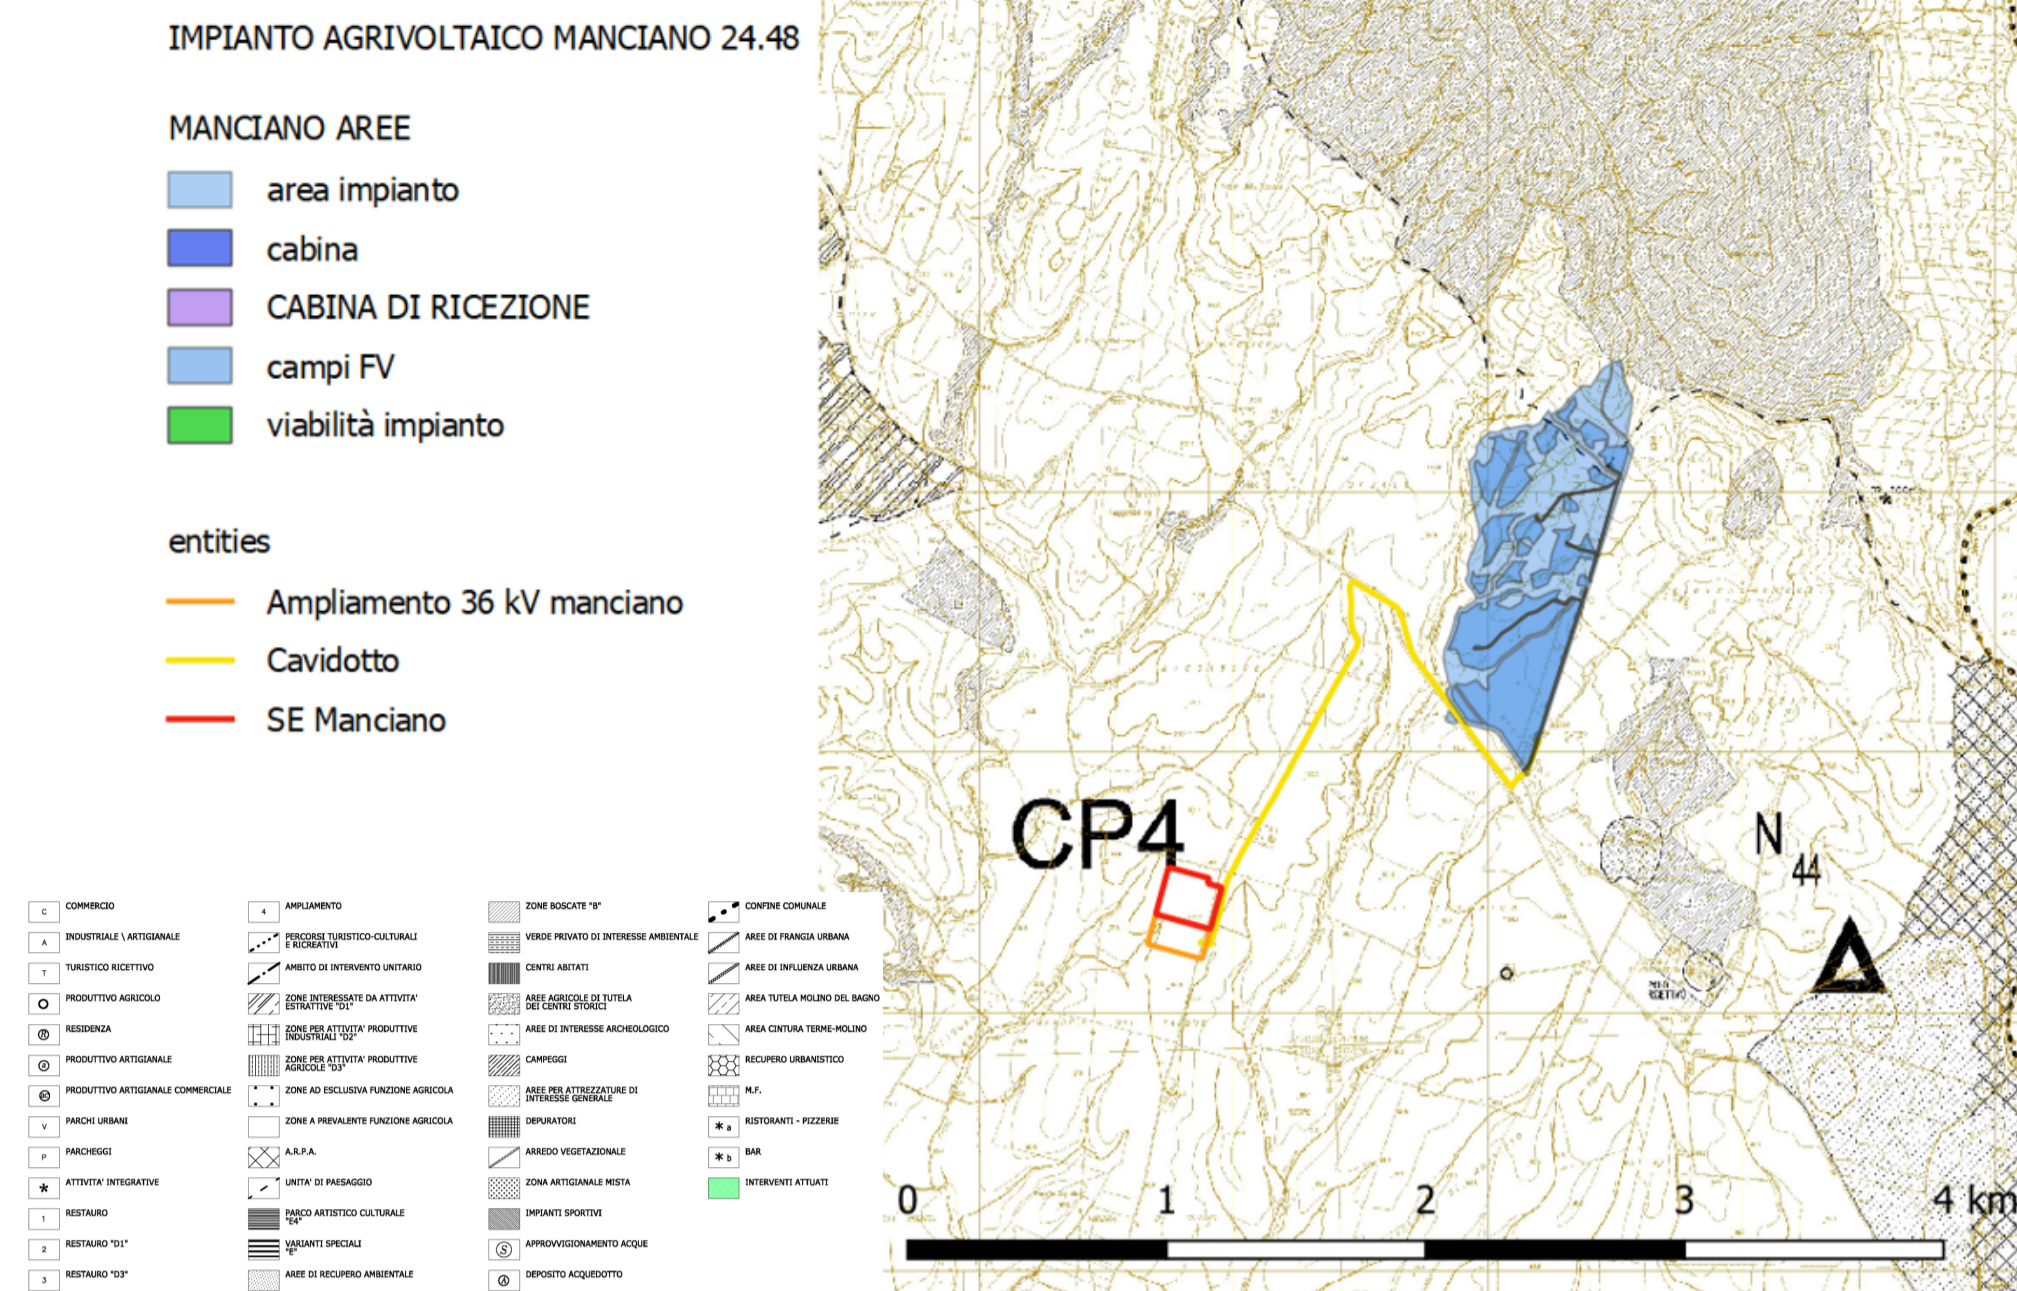 IMPIANTO AGRIVOLTAICO MANCIANO 24.48
MANCIANO AREE
area impianto
cabina
CABINA DI RICEZIONE
campi FV
viabilità impianto
entities
Ampliamento 36 kV manciano
Cavidotto
SE Manciano
C COMMERCIO
A INDUSTRIALE \ ARTIGIANALE
T TURISTICO RICETTIVO
PRODUTTIVO AGRICOLO
R RESIDENZA
a PRODUTTIVO ARTIGIANALE
ac PRODUTTIVO ARTIGIANALE COMMERCIALE
V PARCHI URBANI
P PARCHEGGI
* ATTIVITA' INTEGRATIVE
1 RESTAURO
2 RESTAURO "D1"
3 RESTAURO "D3"
4 AMPLIAMENTO
PERCORSI TURISTICO-CULTURALI
E RICREATIVI
AMBITO DI INTERVENTO UNITARIO
ZONE INTERESSATE DA ATTIVITA'
ESTRATTIVE "D1"
ZONE PER ATTIVITA' PRODUTTIVE
INDUSTRIALI "D2"
ZONE PER ATTIVITA' PRODUTTIVE
AGRICOLE "D3"
ZONE AD ESCLUSIVA FUNZIONE AGRICOLA
ZONE A PREVALENTE FUNZIONE AGRICOLA
A.R.P.A.
UNITA' DI PAESAGGIO
PARCO ARTISTICO CULTURALE
"E4"
VARIANTI SPECIALI
"E"
AREE DI RECUPERO AMBIENTALE
ZONE BOSCATE "B"
VERDE PRIVATO DI INTERESSE AMBIENTALE
CENTRI ABITATI
AREE AGRICOLE DI TUTELA
DEI CENTRI STORICI
AREE DI INTERESSE ARCHEOLOGICO
CAMPEGGI
AREE PER ATTREZZATURE DI
INTERESSE GENERALE
DEPURATORI
ARREDO VEGETAZIONALE
ZONA ARTIGIANALE MISTA
IMPIANTI SPORTIVI
S APPROVVIGIONAMENTO ACQUE
A DEPOSITO ACQUEDOTTO
CONFINE COMUNALE
AREE DI FRANGIA URBANA
AREE DI INFLUENZA URBANA
AREA TUTELA MOLINO DEL BAGNO
AREA CINTURA TERME-MOLINO
RECUPERO URBANISTICO
M.F.
* a RISTORANTI - PIZZERIE
* b BAR
INTERVENTI ATTUATI
CP4
N
44
0 1 2 3 4 km